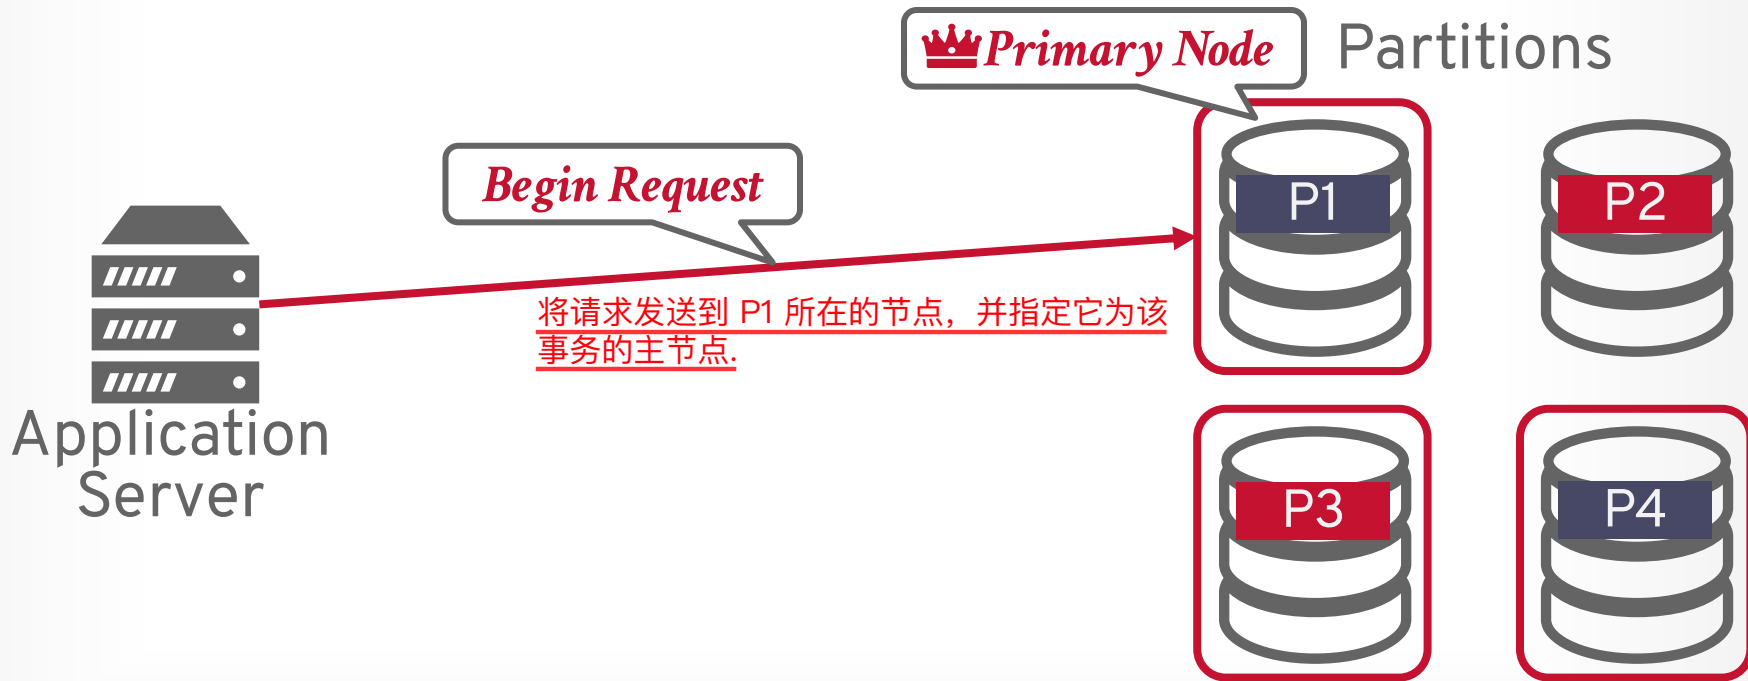 Primary Node
Partitions
Begin Request
P1
P2
将请求发送到 P1 所在的节点，并指定它为该
事务的主节点.
Application
Server
P3
P4